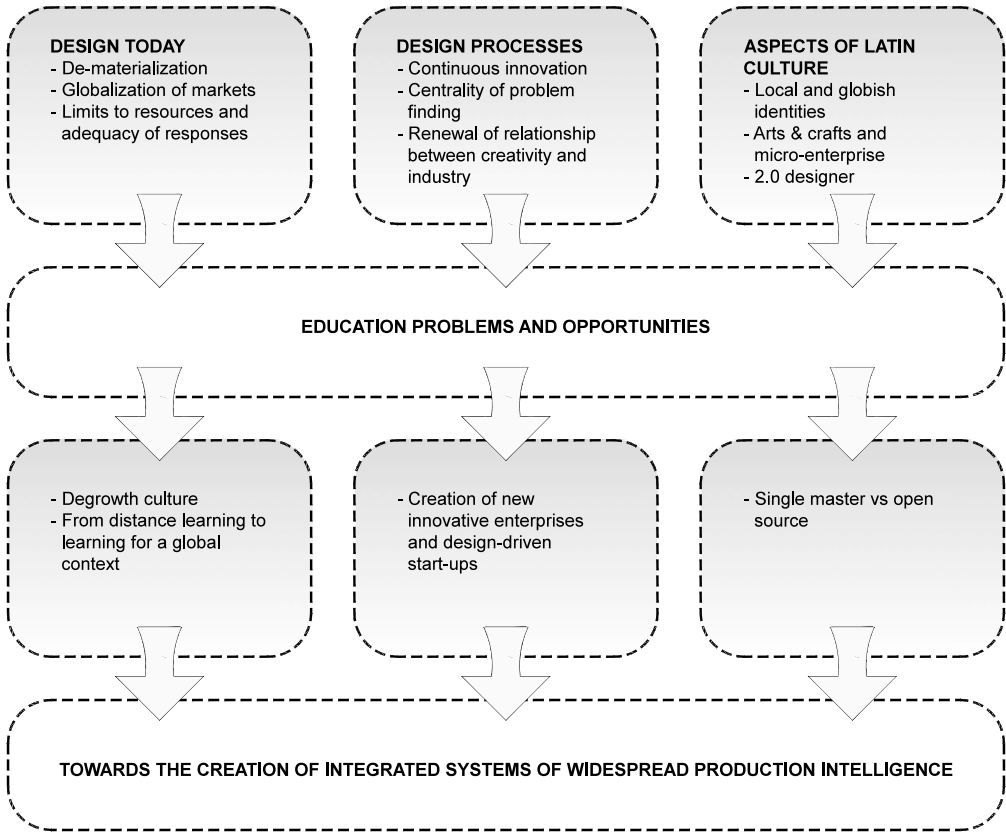 DESIGN TODAY
- De-materialization
- Globalization of markets
- Limits to resources and
adequacy of responses
DESIGN PROCESSES
- Continuous innovation
- Centrality of problem
finding
- Renewal of relationship
between creativity and
industry
ASPECTS OF LATIN
CULTURE
- Local and globish
identities
- Arts & crafts and
micro-enterprise
- 2.0 designer
EDUCATION PROBLEMS AND OPPORTUNITIES
- Degrowth culture
- From distance learning to
learning for a global
context
- Creation of new
innovative enterprises
and design-driven
start-ups
- Single master vs open
source
TOWARDS THE CREATION OF INTEGRATED SYSTEMS OF WIDESPREAD PRODUCTION INTELLIGENCE